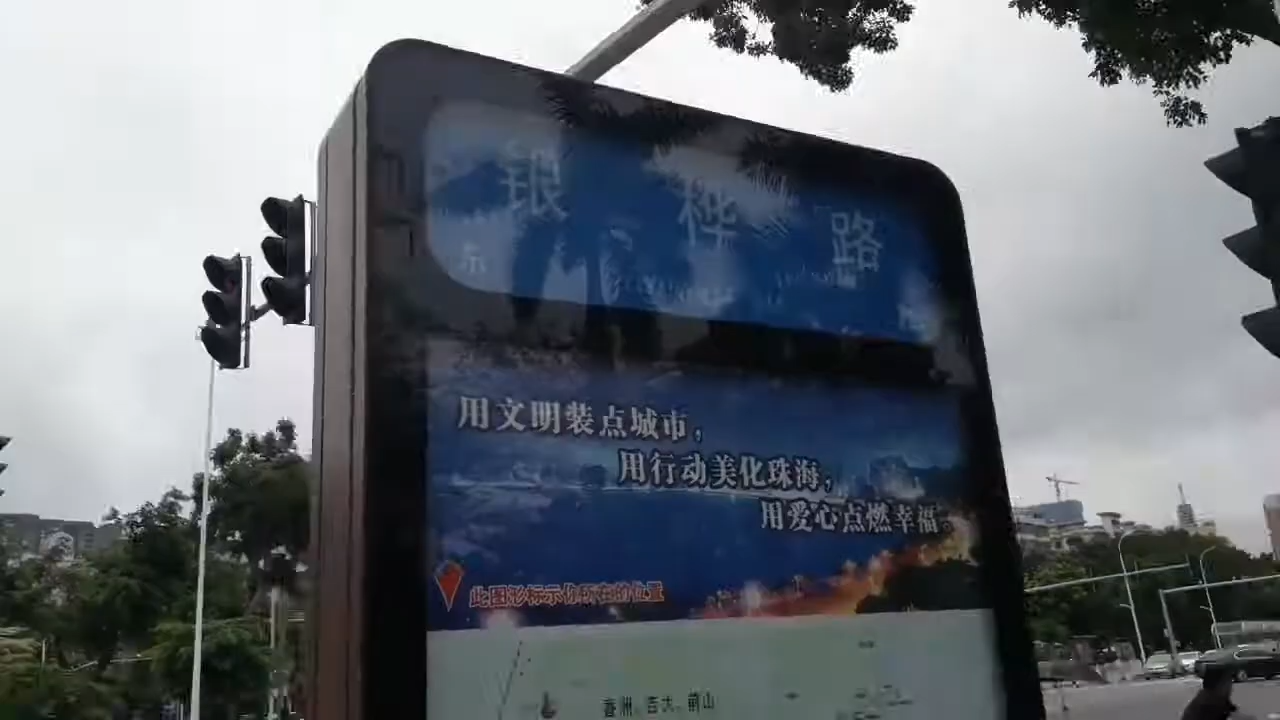 银桦路
东
用文明装点城市，
用行动美化珠海，
用爱心点燃幸福。
此图形标示你所在的位置
香洲、吉大、前山